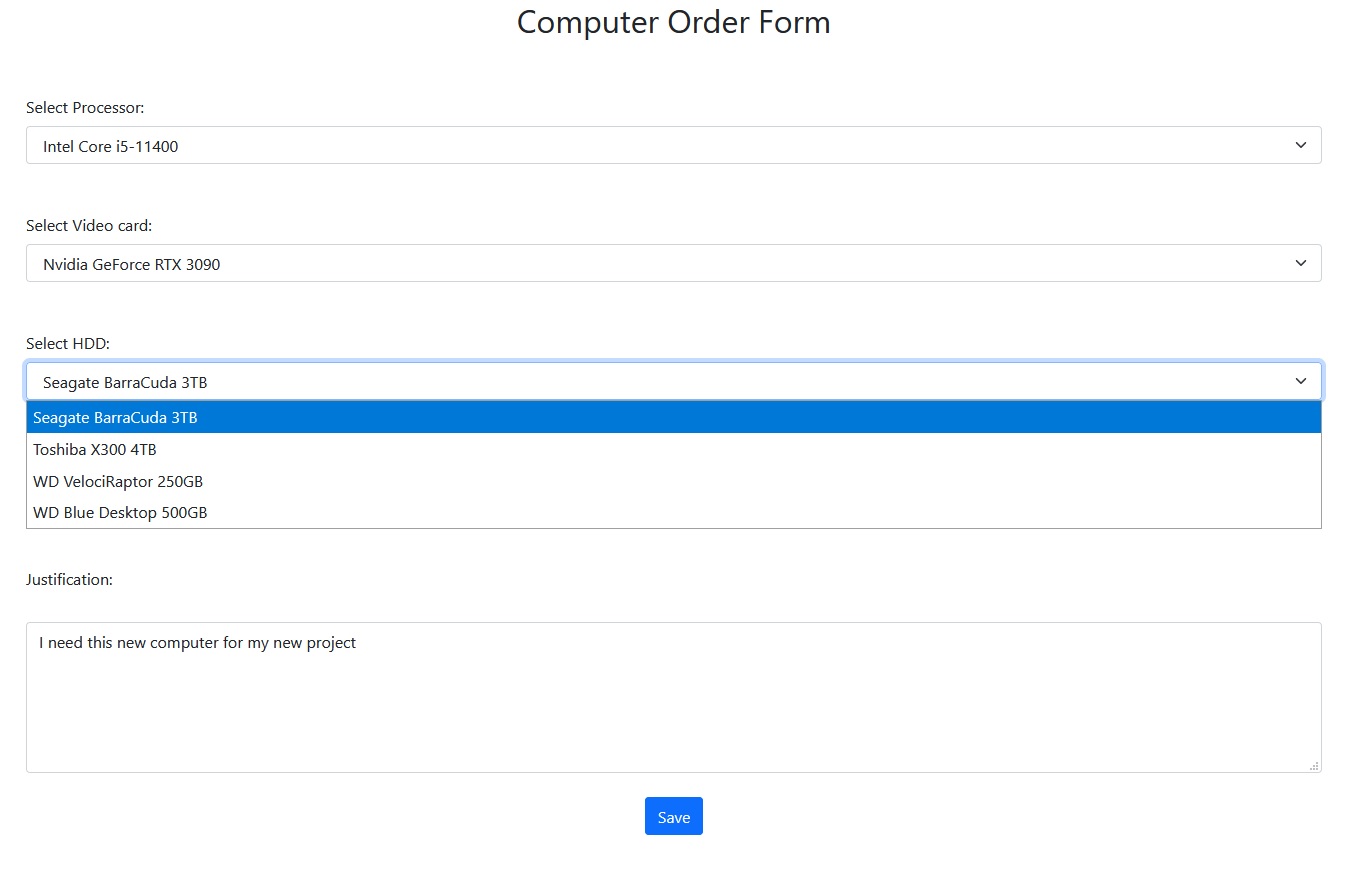 Computer Order Form
Select Processor:
Intel Core i5-11400
Select Video card:
Nvidia GeForce RTX 3090
Select HDD:
Seagate BarraCuda 3TB
Seagate BarraCuda 3TB
Toshiba X300 4TB
WD VelociRaptor 250GB
WD Blue Desktop 500GB
Justification:
I need this new computer for my new project
Save